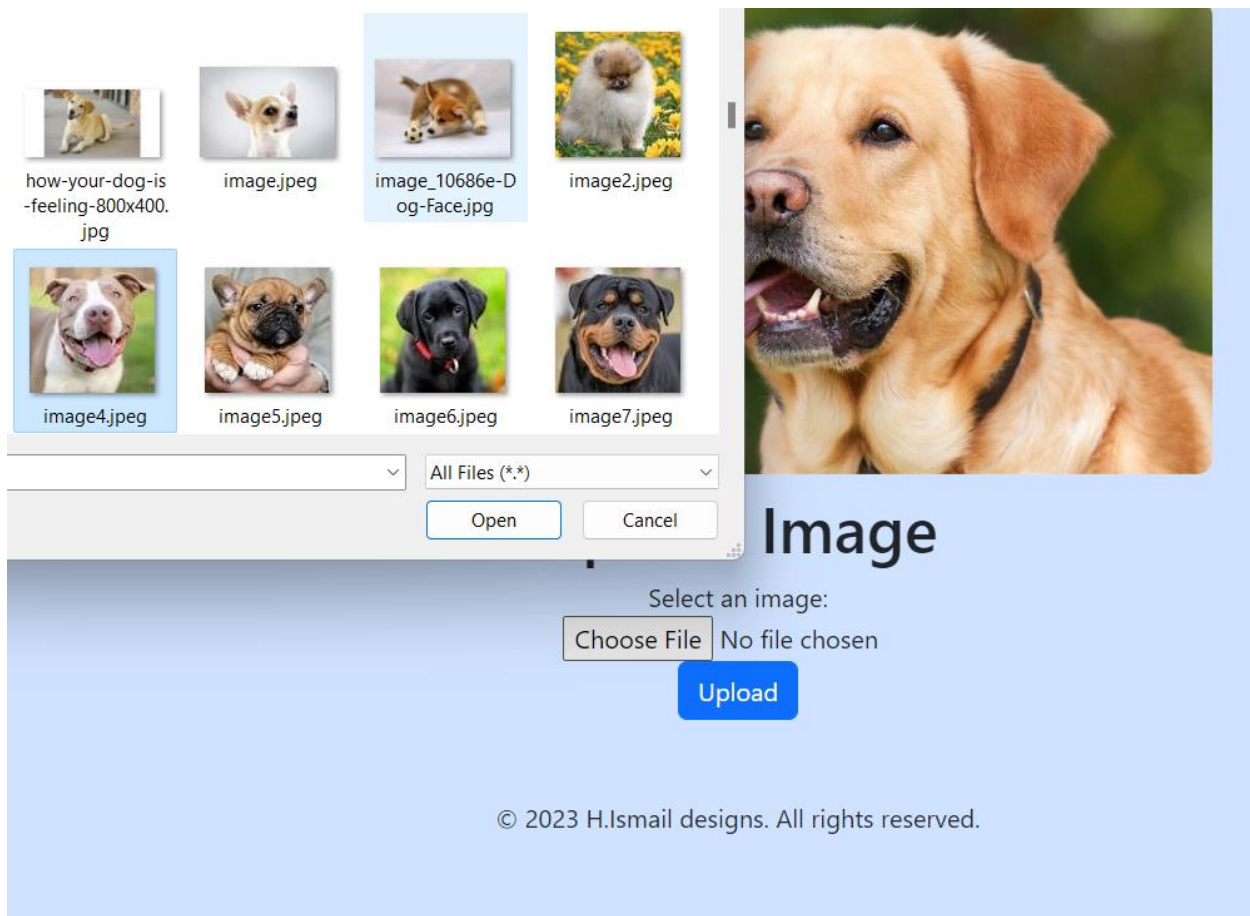 how-your-dog-is
-feeling-800x400.
jpg
image.jpeg
image_10686e-D
og-Face.jpg
image2.jpeg
image4.jpeg
image5.jpeg
image6.jpeg
image7.jpeg
All Files (*.*)
Open
Cancel
Image
Select an image:
Choose File No file chosen
Upload
© 2023 H.Ismail designs. All rights reserved.